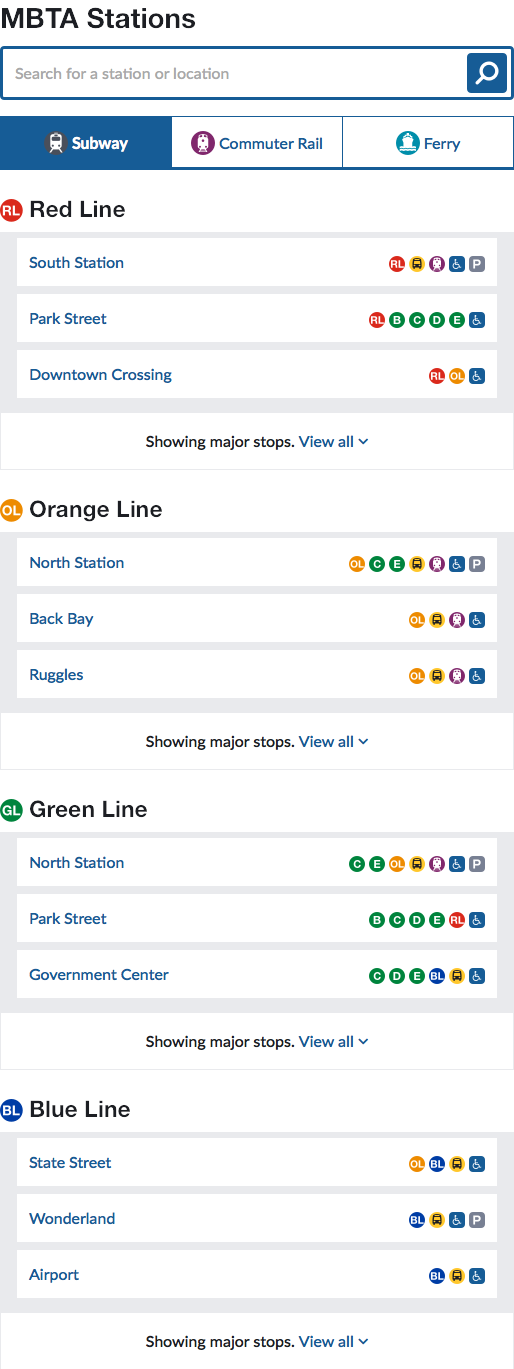 MBTA Stations
Search for a station or location
Subway Commuter Rail Ferry
RL Red Line
South Station RL P
Park Street RL B C D E
Downtown Crossing RL OL
Showing major stops. View all
OL Orange Line
North Station OL C E P
Back Bay OL
Ruggles OL
Showing major stops. View all
GL Green Line
North Station C E OL P
Park Street B C D E RL
Government Center C D E BL
Showing major stops. View all
BL Blue Line
State Street OL BL
Wonderland BL P
Airport BL
Showing major stops. View all